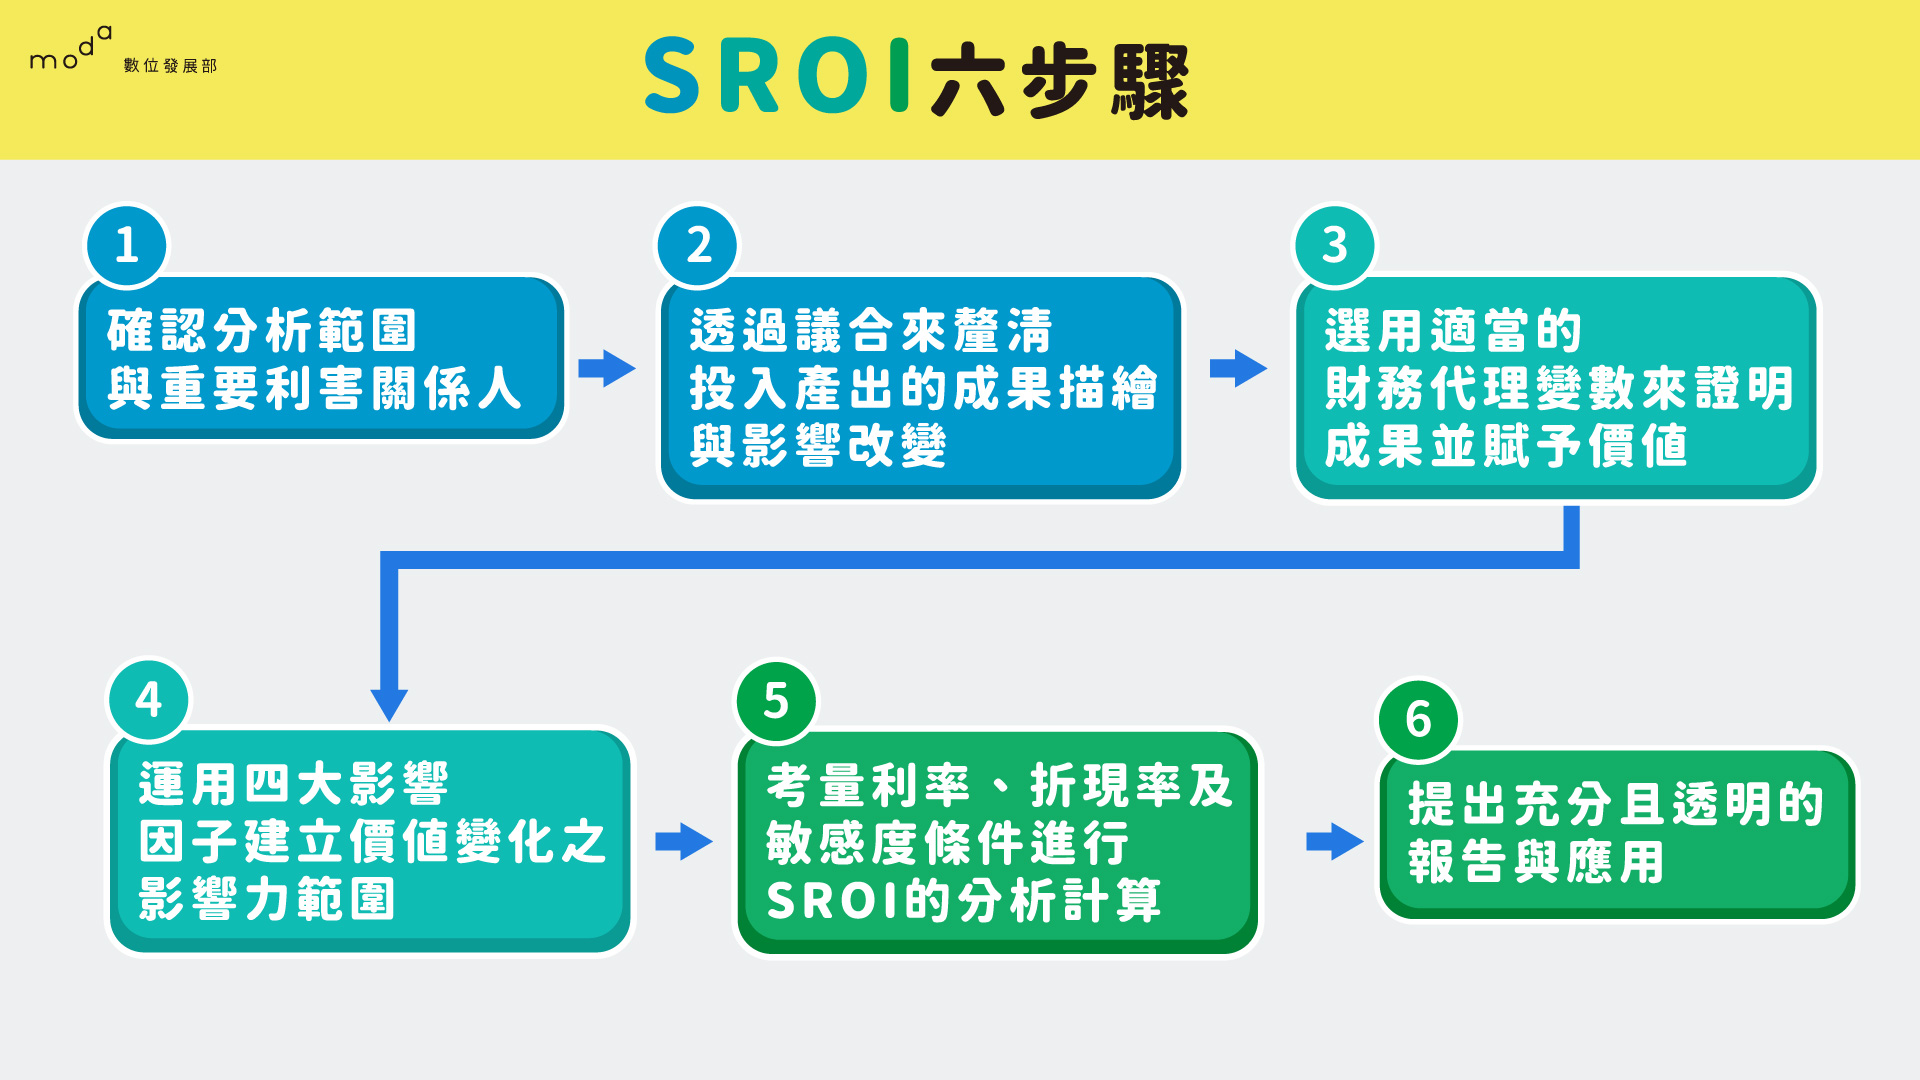 moda 數位發展部
SROI六步驟
1
確認分析範圍
與重要利害關係人
2
透過議合來釐清
投入產出的成果描繪
與影響改變
3
選用適當的
財務代理變數來證明
成果並賦予價值
4
運用四大影響
因子建立價值變化之
影響力範圍
5
考量利率、折現率及
敏感度條件進行
SROI的分析計算
6
提出充分且透明的
報告與應用